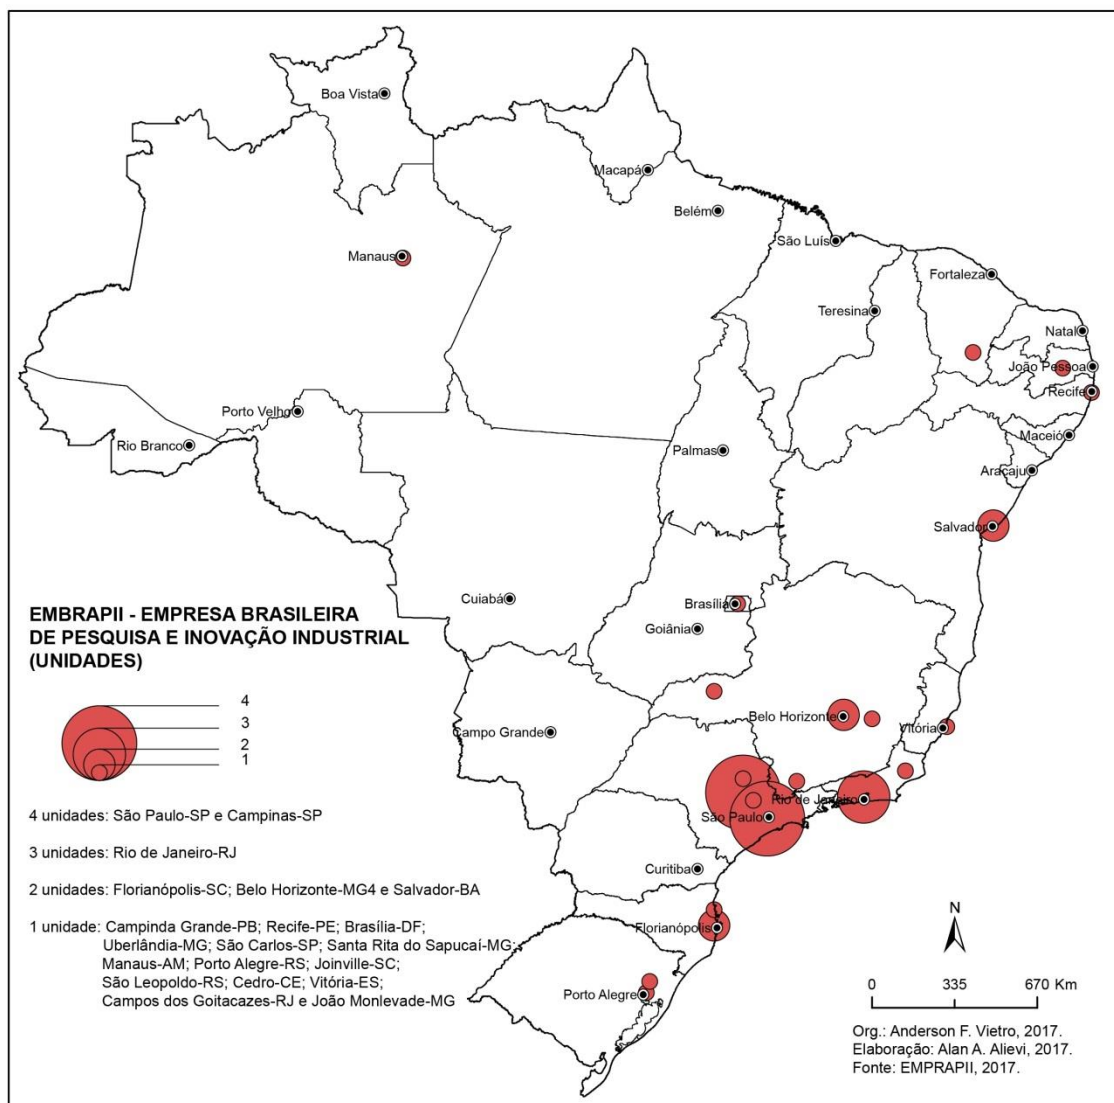 Boa Vista
Macapá
Belém
São Luís
Manaus
Fortaleza
Teresina
Natal
João Pessoa
Recife
Porto Velho
Maceió
Rio Branco
Palmas
Aracaju
Salvador
Cuiabá
Brasília
Goiânia
EMBRAPII - EMPRESA BRASILEIRA
DE PESQUISA E INOVAÇÃO INDUSTRIAL
(UNIDADES)
4
3
2
1
Belo Horizonte
Vitória
Campo Grande
Rio de Janeiro
São Paulo
4 unidades: São Paulo-SP e Campinas-SP
3 unidades: Rio de Janeiro-RJ
Curitiba
2 unidades: Florianópolis-SC; Belo Horizonte-MG4 e Salvador-BA
1 unidade: Campinda Grande-PB; Recife-PE; Brasília-DF;
Uberlândia-MG; São Carlos-SP; Santa Rita do Sapucaí-MG;
Manaus-AM; Porto Alegre-RS; Joinville-SC;
São Leopoldo-RS; Cedro-CE; Vitória-ES;
Campos dos Goitacazes-RJ e João Monlevade-MG
Florianópolis
Porto Alegre
N
0 335 670 Km
Org.: Anderson F. Vietro, 2017.
Elaboração: Alan A. Alievi, 2017.
Fonte: EMPRAPII, 2017.